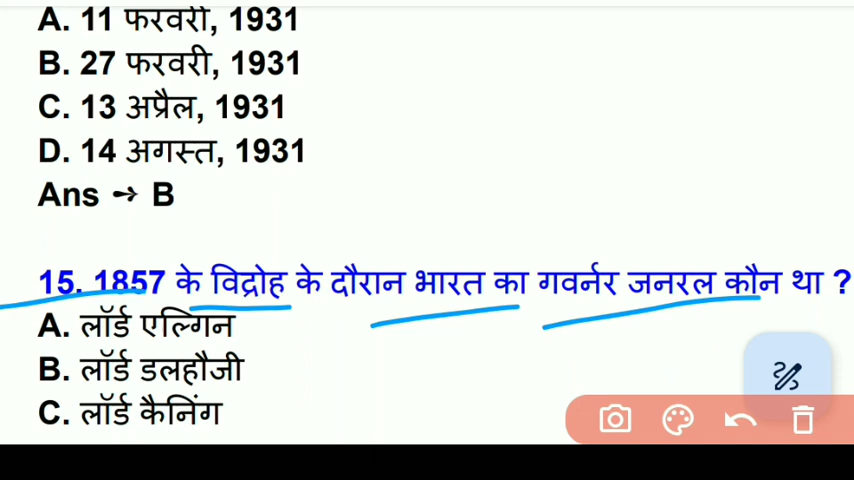 A. 11 फरवरी, 1931
B. 27 फरवरी, 1931
C. 13 अप्रैल, 1931
D. 14 अगस्त, 1931
Ans ➺ B
15. 1857 के विद्रोह के दौरान भारत का गवर्नर जनरल कौन था ?
A. लॉर्ड एल्गिन
B. लॉर्ड डलहौजी
C. लॉर्ड कैनिंग